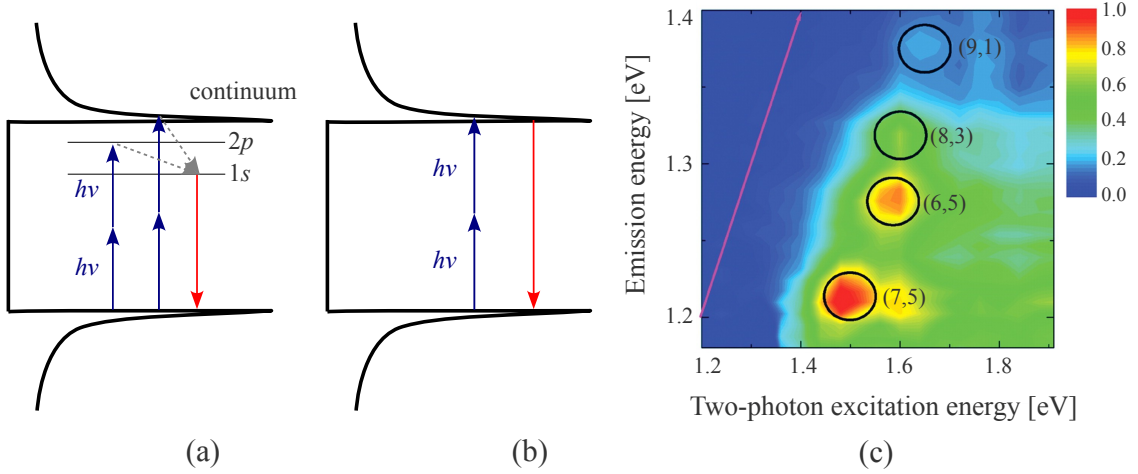 continuum
2p
1s
hν
hν
(a)
hν
hν
(b)
Emission energy [eV]
1.4
1.3
1.2
(9,1)
(8,3)
(6,5)
(7,5)
1.2
1.4
1.6
1.8
Two-photon excitation energy [eV]
1.0
0.8
0.6
0.4
0.2
0.0
(c)